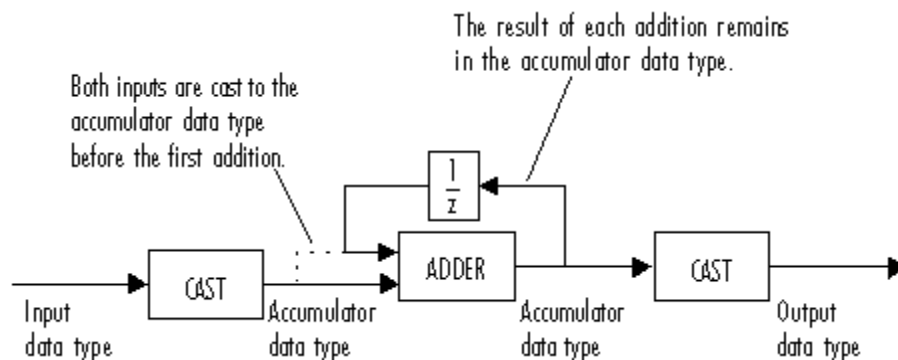 The result of each addition remains
in the accumulator data type.
Both inputs are cast to the
accumulator data type
before the first addition.
1
z
CAST
ADDER
CAST
Input
data type
Accumulator
data type
Accumulator
data type
Output
data type